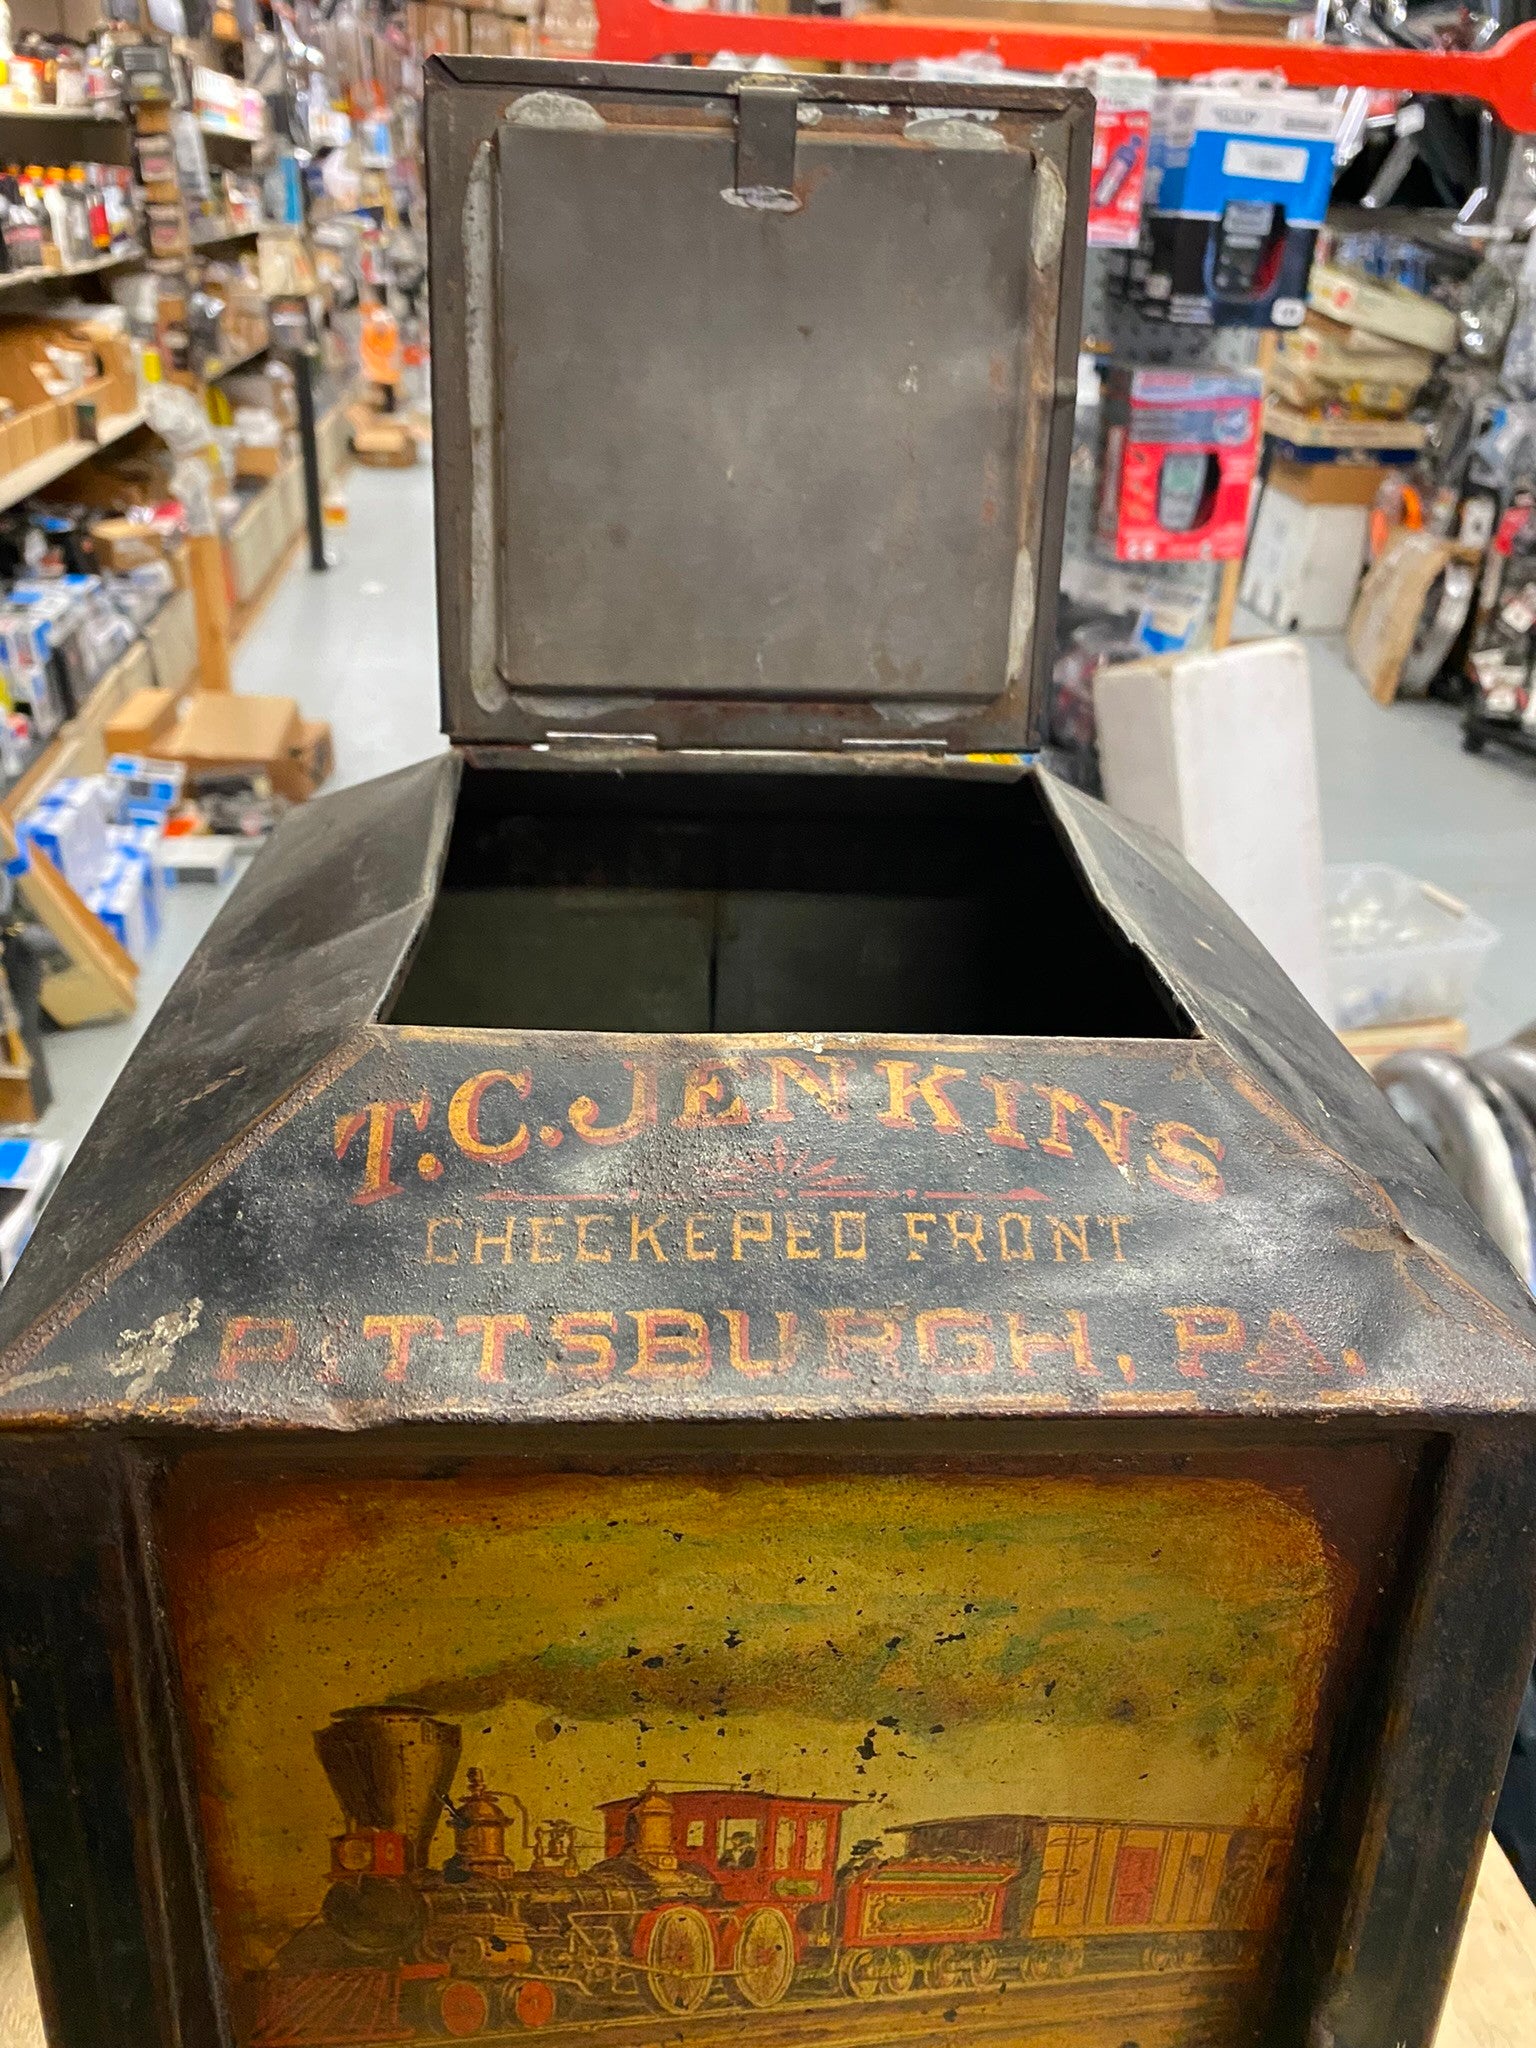 T.C. JENKINS
CHECKERED FRONT
PITTSBURGH, PA.